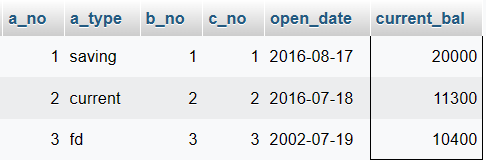 a_no a_type b_no c_no open_date current_bal
1 saving 1 1 2016-08-17 20000
2 current 2 2 2016-07-18 11300
3 fd 3 3 2002-07-19 10400